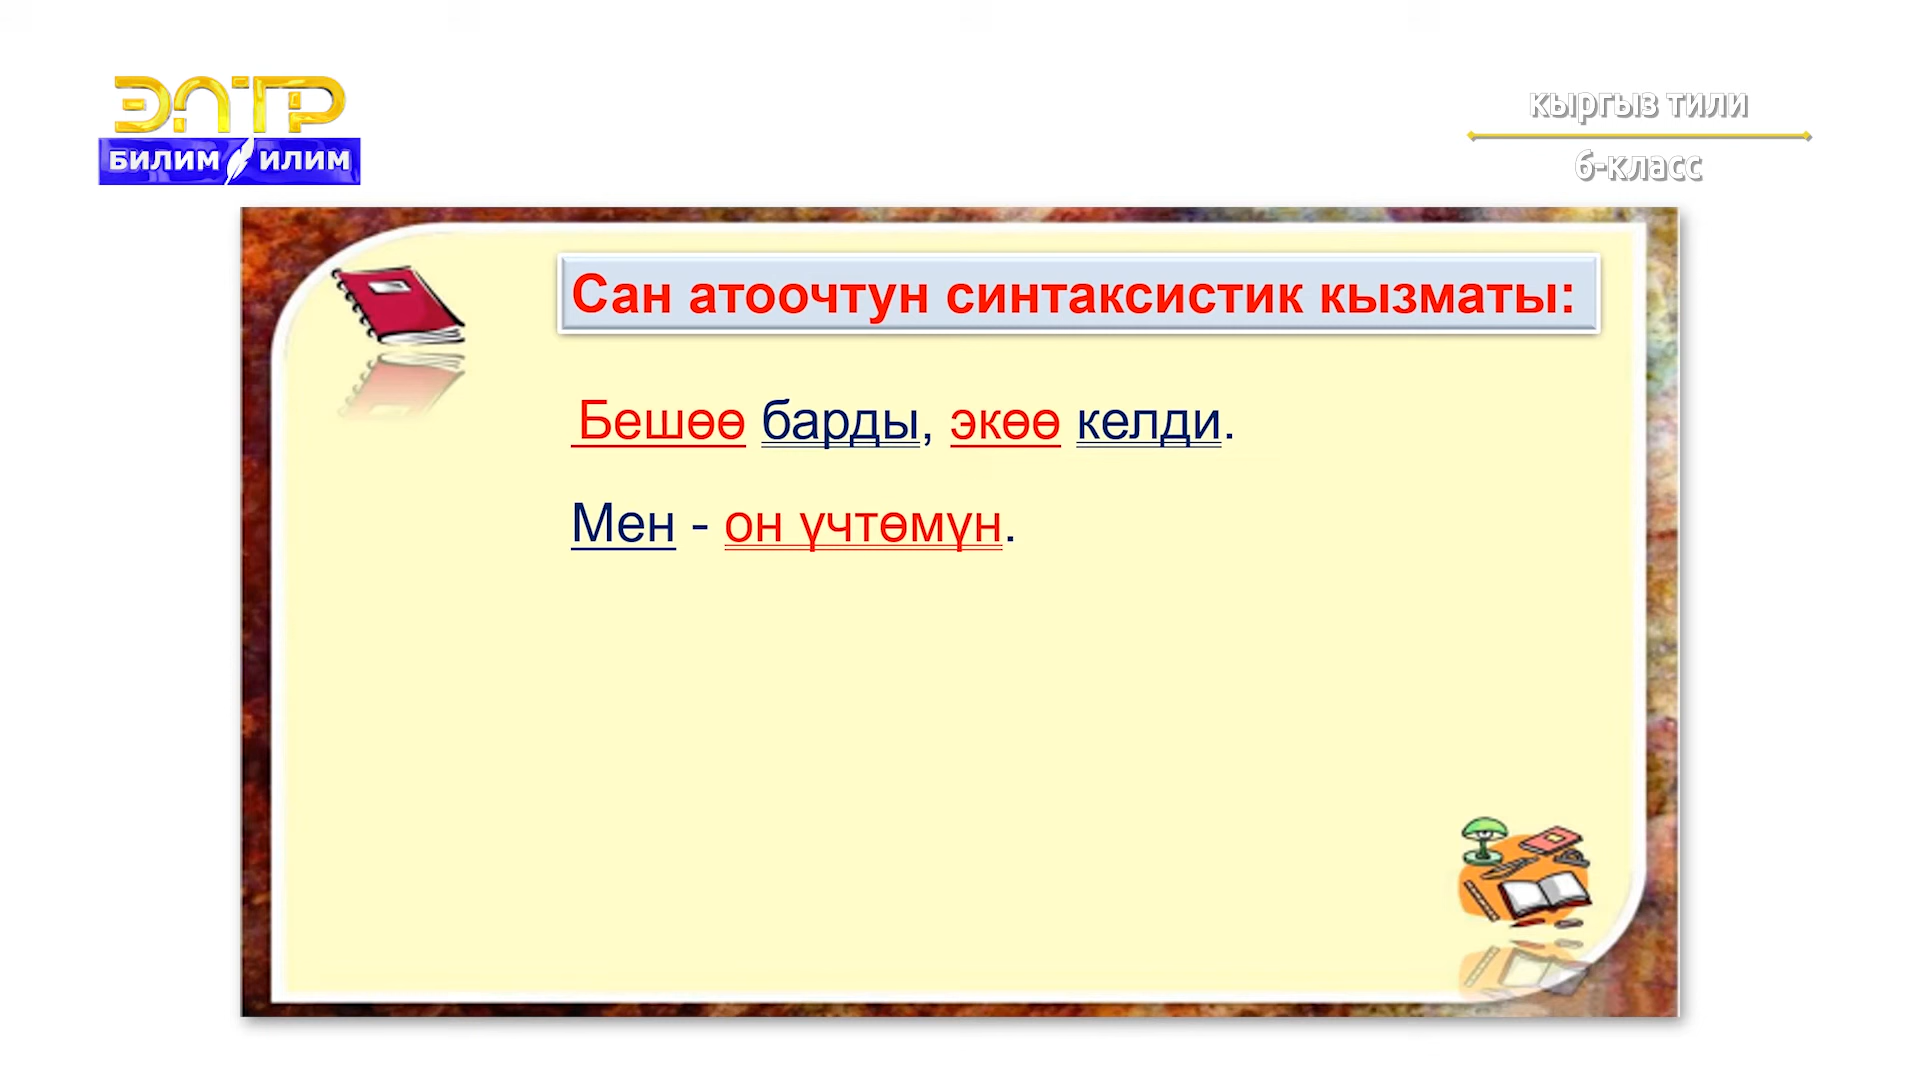 ЭЛТР
БИЛИМ ИЛИМ
кыргыз тили
6-класс
Сан атоочтун синтаксистик кызматы:
Бешөө барды, экөө келди.
Мен - он үчтөмүн.